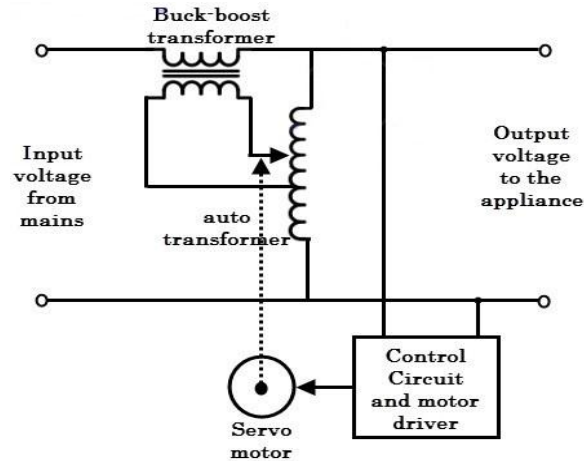 Buck-boost
transformer
Input
voltage
from
mains
Output
voltage
to the
appliance
auto
transformer
Control
Circuit
and motor
driver
Servo
motor